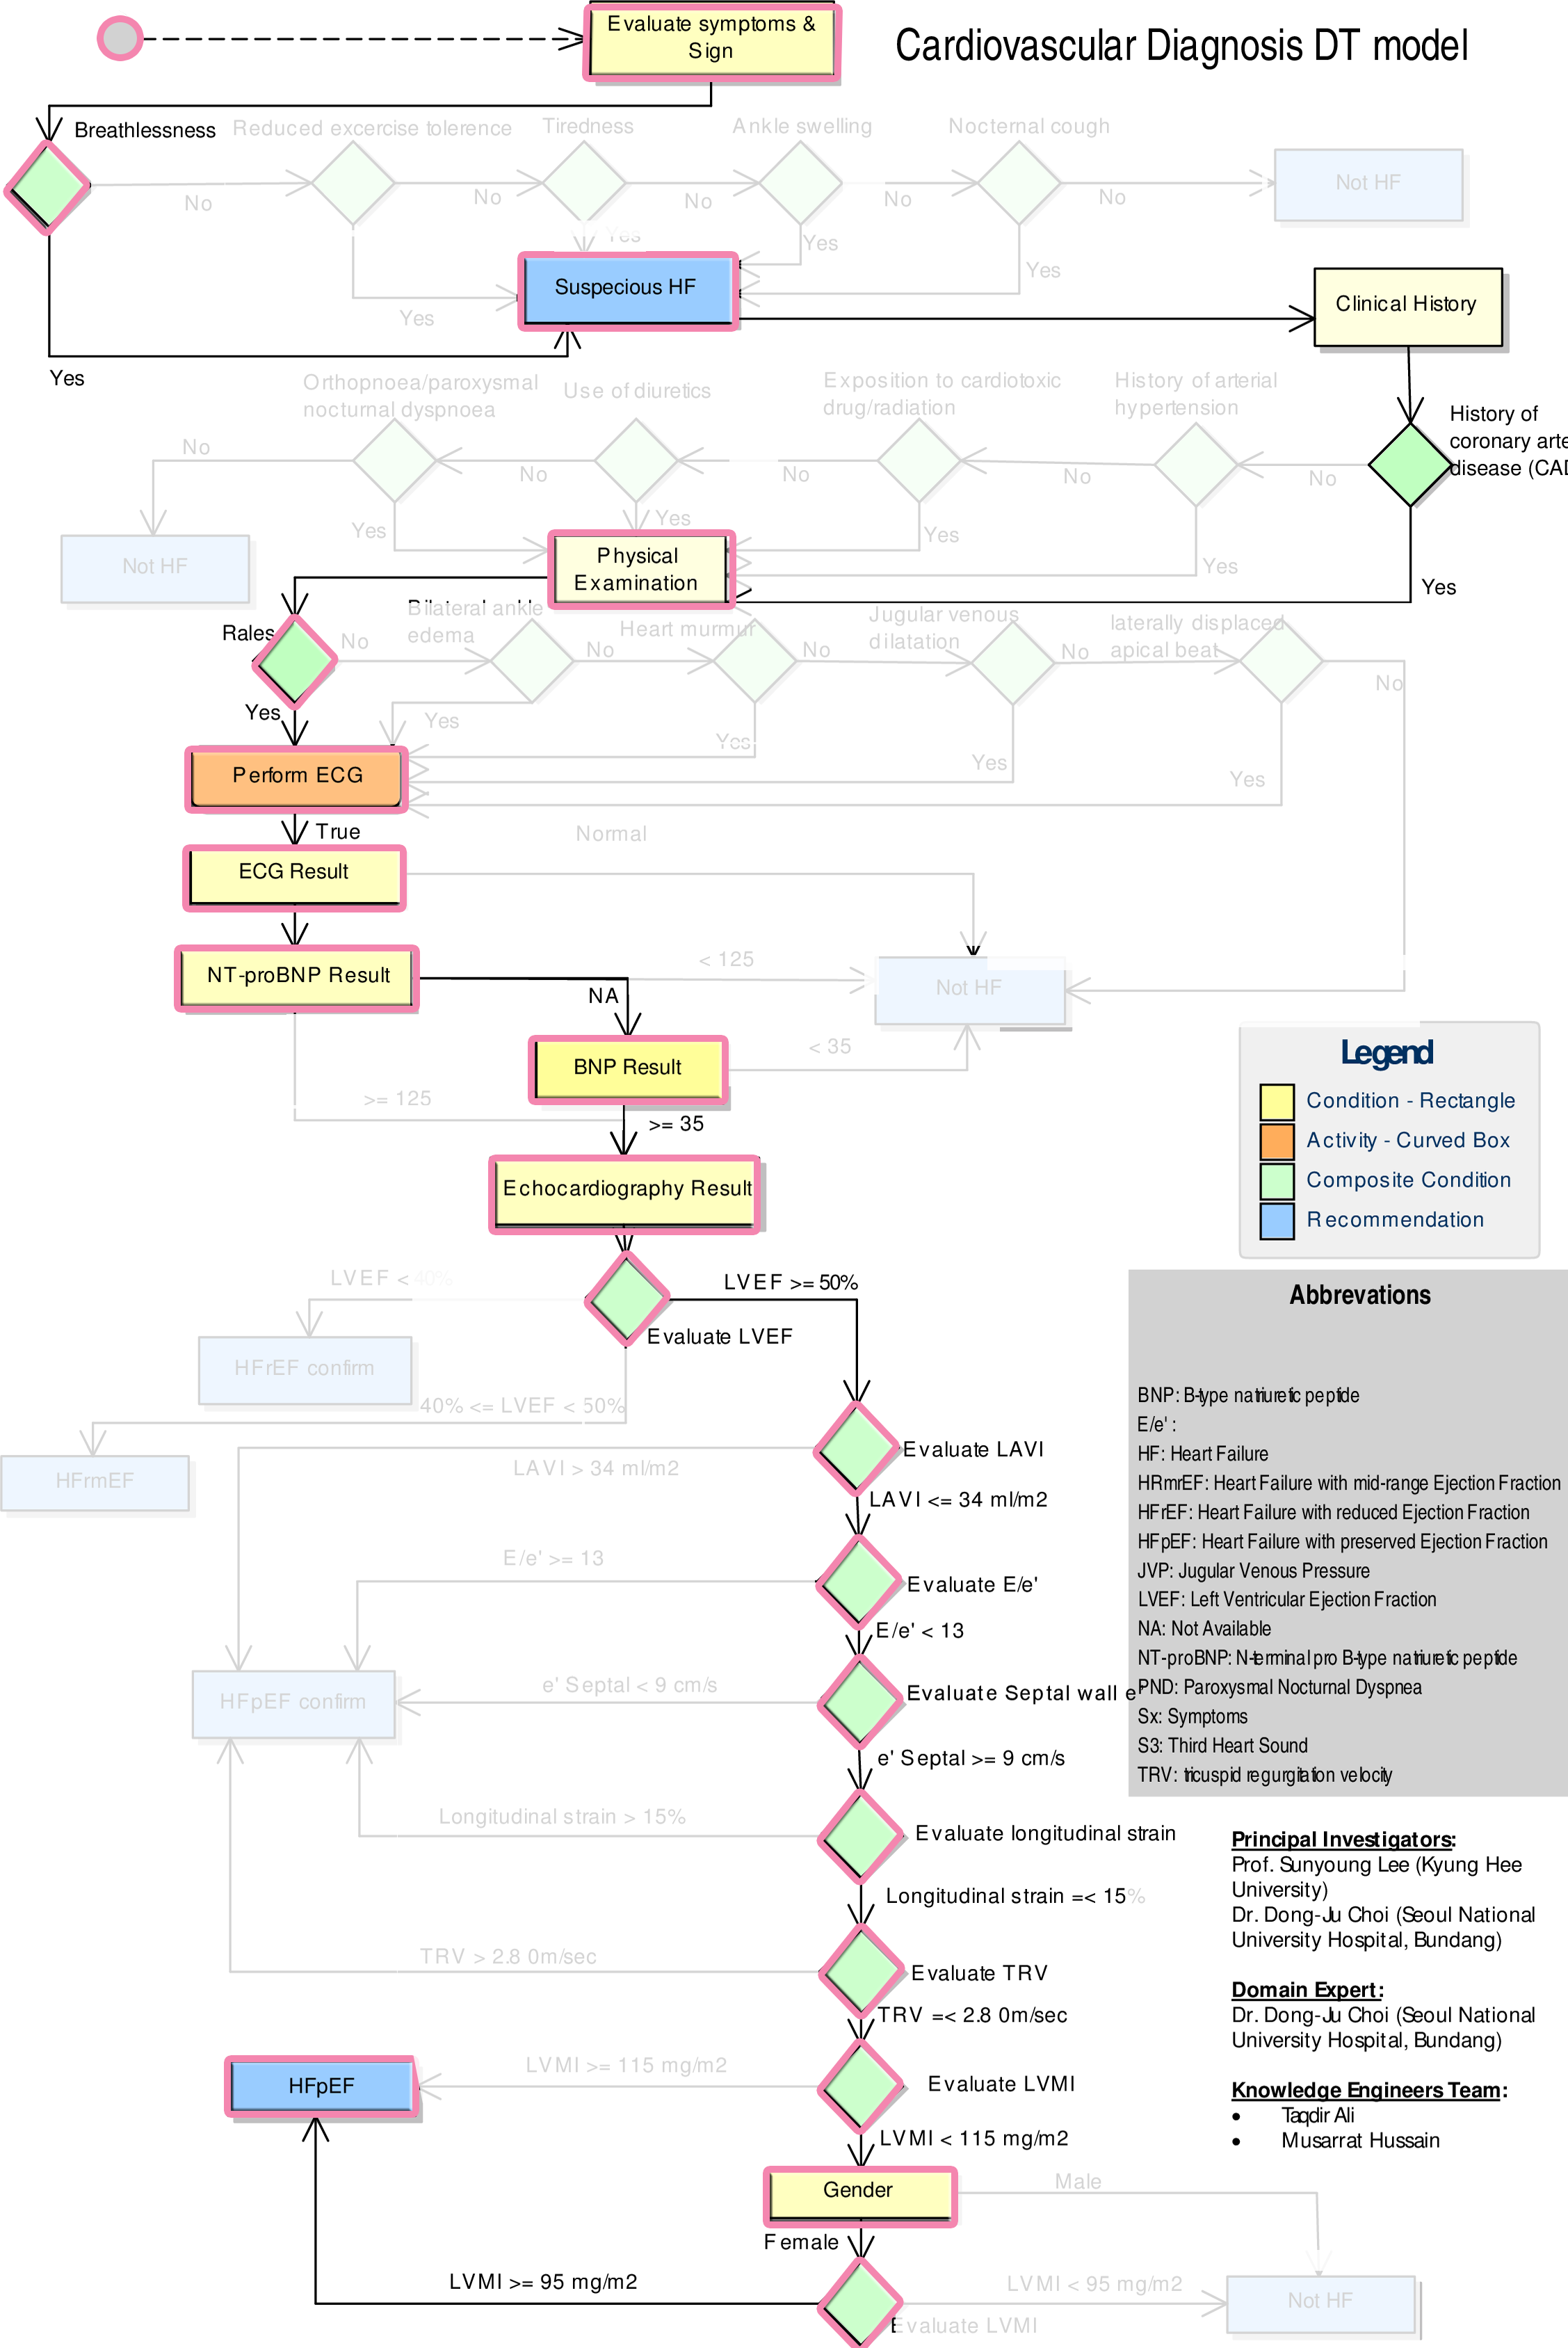 Evaluate symptoms &
Sign
Cardiovascular Diagnosis DT model
Breathlessness
Reduced excercise tolerence
Tiredness
Ankle swelling
Nocternal cough
No
No
No
No
No
Not HF
Yes
Yes
Yes
Yes
Yes
Suspecious HF
Clinical History
Orthopnoea/paroxysmal
nocturnal dyspnoea
Use of diuretics
Exposition to cardiotoxic
drug/radiation
History of arterial
hypertension
History of
coronary arte
disease (CAD
No
No
No
No
No
Yes
Yes
Yes
Yes
Yes
Not HF
Physical
Examination
Rales
Bilateral ankle
edema
Heart murmur
Jugular venous
dilatation
laterally displaced
apical beat
No
No
No
No
No
Yes
Yes
Yes
Yes
Yes
Perform ECG
True
Normal
ECG Result
NT-proBNP Result
< 125
NA
Not HF
BNP Result
< 35
>= 125
>= 35
Echocardiography Result
Legend
Condition - Rectangle
Activity - Curved Box
Composite Condition
Recommendation
LVEF < 40%
LVEF >= 50%
Evaluate LVEF
HFrEF confirm
40% <= LVEF < 50%
HFrmEF
Evaluate LAVI
LAVI > 34 ml/m2
LAVI <= 34 ml/m2
E/e' >= 13
Evaluate E/e'
E/e' < 13
HFpEF confirm
e' Septal < 9 cm/s
Evaluate Septal wall e'
e' Septal >= 9 cm/s
Longitudinal strain > 15%
Evaluate longitudinal strain
Longitudinal strain =< 15%
TRV > 2.8 0m/sec
Evaluate TRV
TRV =< 2.8 0m/sec
HFpEF
LVMI >= 115 mg/m2
Evaluate LVMI
LVMI < 115 mg/m2
Gender
Male
Female
LVMI >= 95 mg/m2
LVMI < 95 mg/m2
Evaluate LVMI
Not HF
Abbrevations
BNP: B-type natriuretic peptide
E/e' :
HF: Heart Failure
HRmrEF: Heart Failure with mid-range Ejection Fraction
HFrEF: Heart Failure with reduced Ejection Fraction
HFpEF: Heart Failure with preserved Ejection Fraction
JVP: Jugular Venous Pressure
LVEF: Left Ventricular Ejection Fraction
NA: Not Available
NT-proBNP: N-terminal pro B-type natriuretic peptide
PND: Paroxysmal Nocturnal Dyspnea
Sx: Symptoms
S3: Third Heart Sound
TRV: tricuspid regurgitation velocity
Principal Investigators:
Prof. Sunyoung Lee (Kyung Hee
University)
Dr. Dong-Ju Choi (Seoul National
University Hospital, Bundang)
Domain Expert:
Dr. Dong-Ju Choi (Seoul National
University Hospital, Bundang)
Knowledge Engineers Team:
• Taqdir Ali
• Musarrat Hussain